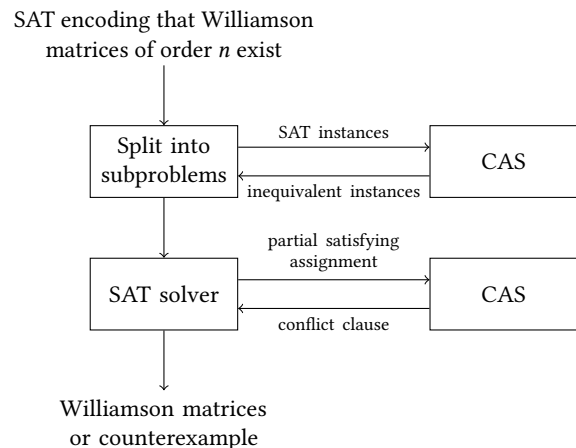 SAT encoding that Williamson
matrices of order n exist
Split into
subproblems
SAT instances
inequivalent instances
CAS
partial satisfying
assignment
SAT solver
conflict clause
CAS
Williamson matrices
or counterexample